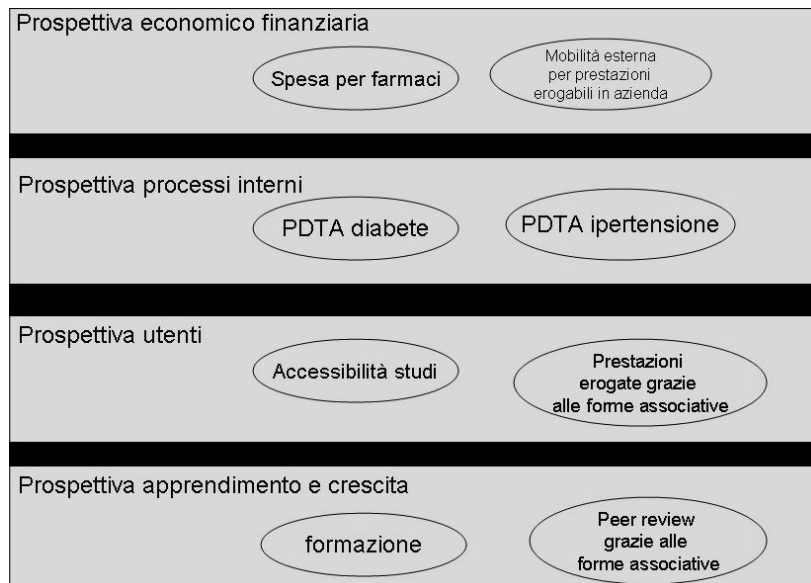 Prospettiva economico finanziaria
Spesa per farmaci
Mobilità esterna
per prestazioni
erogabili in azienda
Prospettiva processi interni
PDTA diabete
PDTA ipertensione
Prospettiva utenti
Accessibilità studi
Prestazioni
erogate grazie
alle forme associative
Prospettiva apprendimento e crescita
formazione
Peer review
grazie alle
forme associative